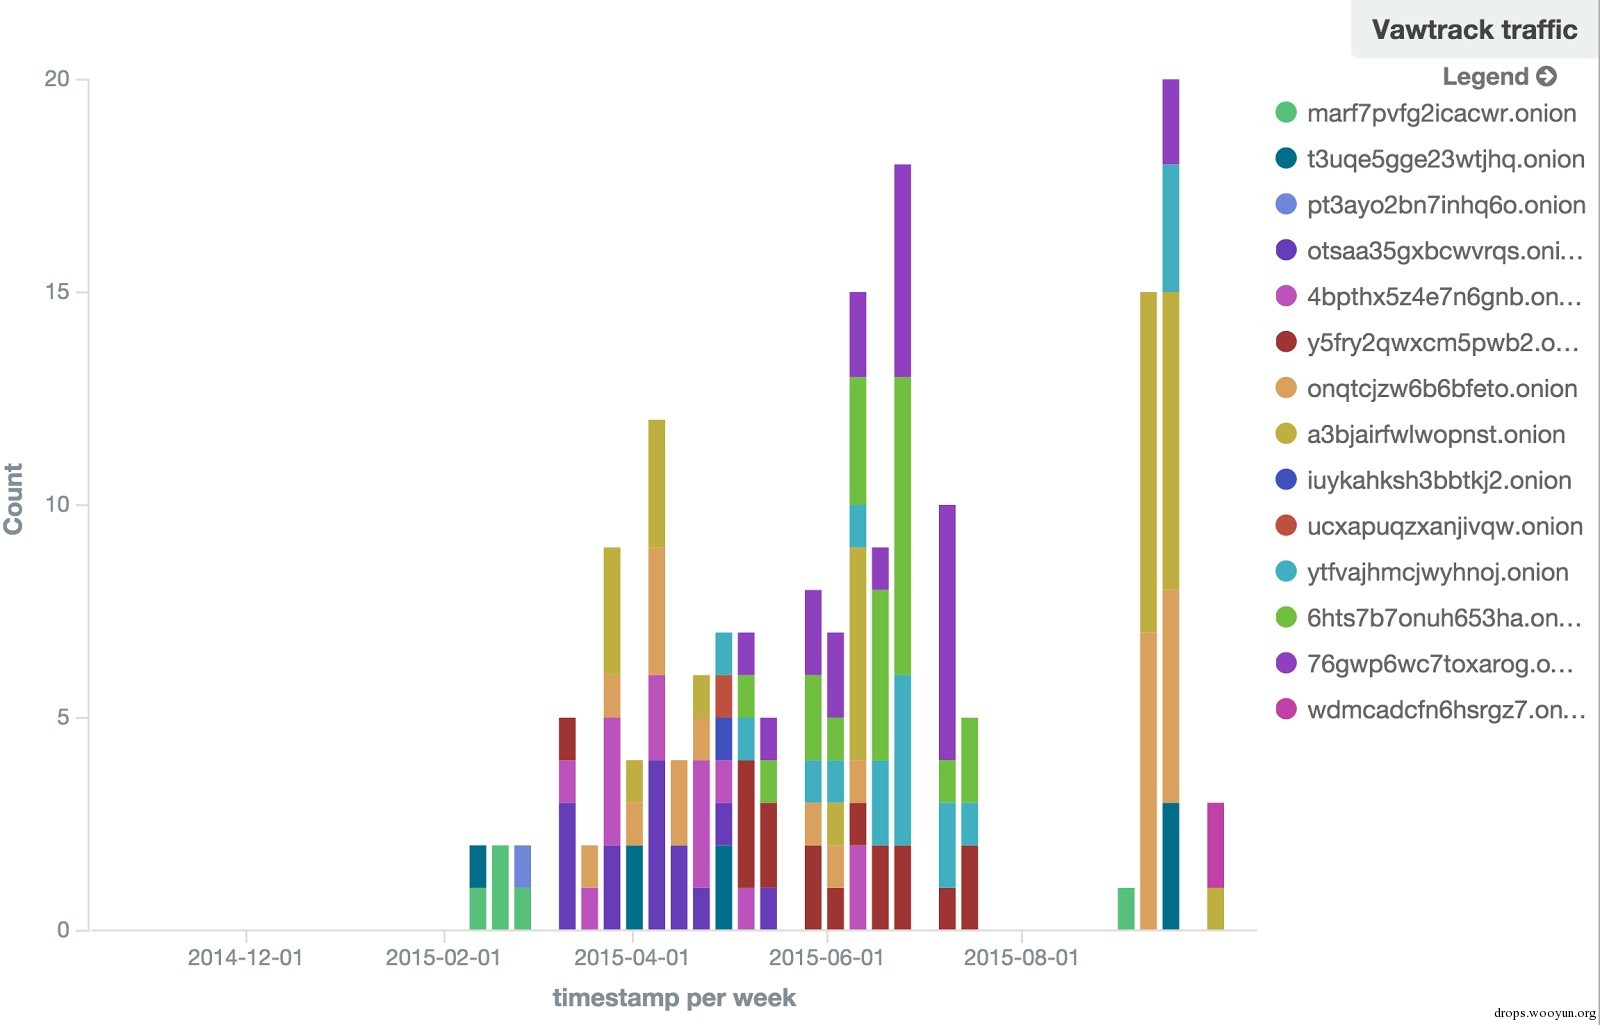 Vawtrack traffic
Legend
marf7pvfg2icacwr.onion
t3uqe5gge23wtjhq.onion
pt3ayo2bn7inhq6o.onion
otsaa35gxbcwvrqs.oni...
4bpthx5z4e7n6gnb.on...
y5fry2qwxcm5pwb2.o...
onqtcjzw6b6bfeto.onion
a3bjairfwlwopnst.onion
iuykahksh3bbtkj2.onion
ucxapuqzxanjivqw.onion
ytfvajhmcjwyhnoj.onion
6hts7b7onuh653ha.on...
76gwp6wc7toxarog.o...
wdmcadcfn6hsrgz7.on...
20
15
10
5
0
Count
2014-12-01
2015-02-01
2015-04-01
2015-06-01
2015-08-01
timestamp per week
drops.wooyun.org